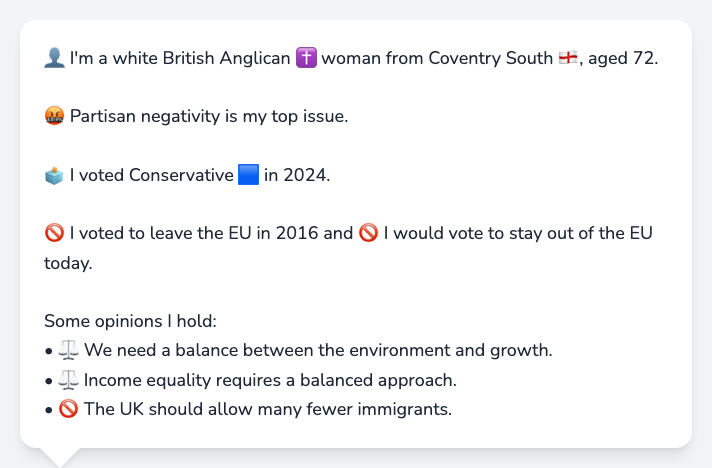 👤 I'm a white British Anglican ✝️ woman from Coventry South 🏴󠁧󠁢󠁥󠁮󠁧󠁿, aged 72.
🤬 Partisan negativity is my top issue.
🗳️ I voted Conservative 🟦 in 2024.
🚫 I voted to leave the EU in 2016 and 🚫 I would vote to stay out of the EU
today.
Some opinions I hold:
• ⚖️ We need a balance between the environment and growth.
• ⚖️ Income equality requires a balanced approach.
• 🚫 The UK should allow many fewer immigrants.